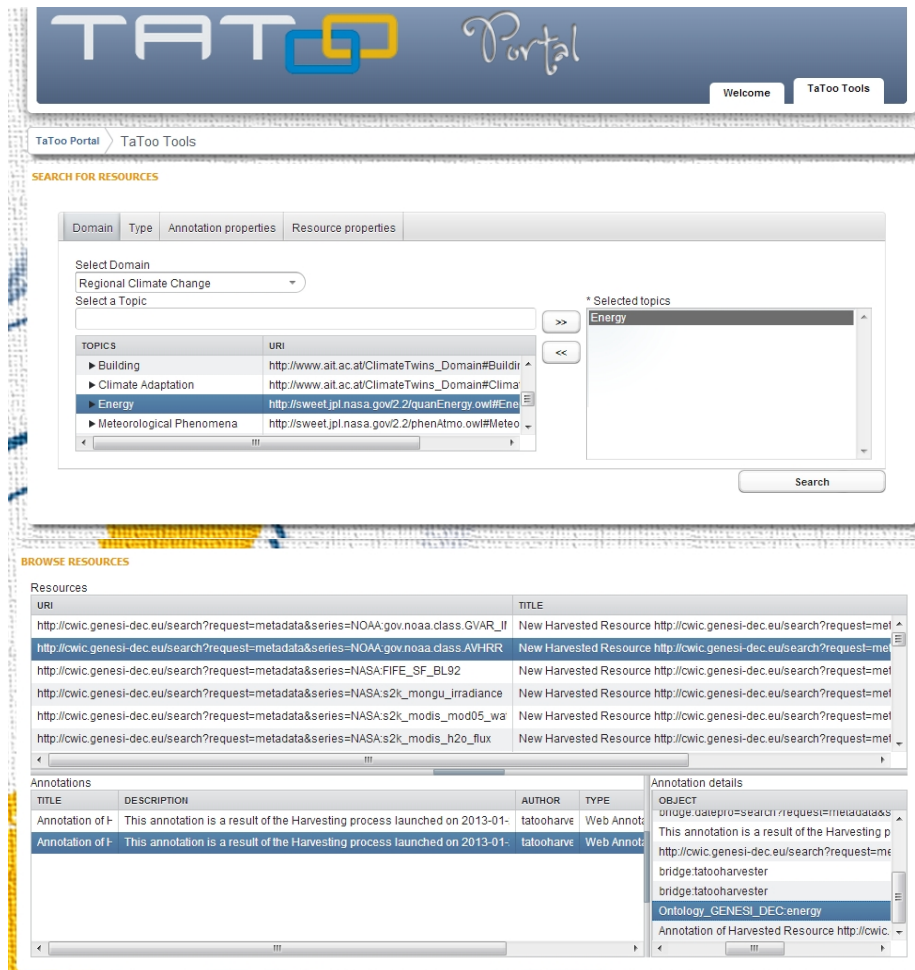 TATOO Portal
Welcome TaToo Tools
TaToo Portal TaToo Tools
SEARCH FOR RESOURCES
Domain Type Annotation properties Resource properties
Select Domain
Regional Climate Change
Select a Topic * Selected topics
>> Energy
TOPICS URI
<<
Building http://www.ait.ac.at/ClimateTwins_Domain#Buildin
Climate Adaptation http://www.ait.ac.at/ClimateTwins_Domain#Clima
Energy http://sweet.jpl.nasa.gov/2.2/quanEnergy.owl#Ene
Meteorological Phenomena http://sweet.jpl.nasa.gov/2.2/phenAtmo.owl#Meteo
Search
BROWSE RESOURCES
Resources
URI TITLE
http://cwic.genesi-dec.eu/search?request=metadata&series=NOAA:gov.noaa.class.GVAR_I New Harvested Resource http://cwic.genesi-dec.eu/search?request=met
http://cwic.genesi-dec.eu/search?request=metadata&series=NOAA:gov.noaa.class.AVHRR New Harvested Resource http://cwic.genesi-dec.eu/search?request=met
http://cwic.genesi-dec.eu/search?request=metadata&series=NASA:FIFE_SF_BL92 New Harvested Resource http://cwic.genesi-dec.eu/search?request=met
http://cwic.genesi-dec.eu/search?request=metadata&series=NASA:s2k_mongu_irradiance New Harvested Resource http://cwic.genesi-dec.eu/search?request=met
http://cwic.genesi-dec.eu/search?request=metadata&series=NASA:s2k_modis_mod05_wa New Harvested Resource http://cwic.genesi-dec.eu/search?request=met
http://cwic.genesi-dec.eu/search?request=metadata&series=NASA:s2k_modis_h2o_flux New Harvested Resource http://cwic.genesi-dec.eu/search?request=met
Annotations Annotation details
TITLE DESCRIPTION AUTHOR TYPE OBJECT
bridge:datepro=search?request=metadata&s
Annotation of H This annotation is a result of the Harvesting process launched on 2013-01- tatooharve Web Annota This annotation is a result of the Harvesting p
Annotation of H This annotation is a result of the Harvesting process launched on 2013-01-. tatooharve Web Annota http://cwic.genesi-dec.eu/search?request=me
bridge:tatooharvester
bridge:tatooharvester
Ontology_GENESI_DEC:energy
Annotation of Harvested Resource http://cwic.